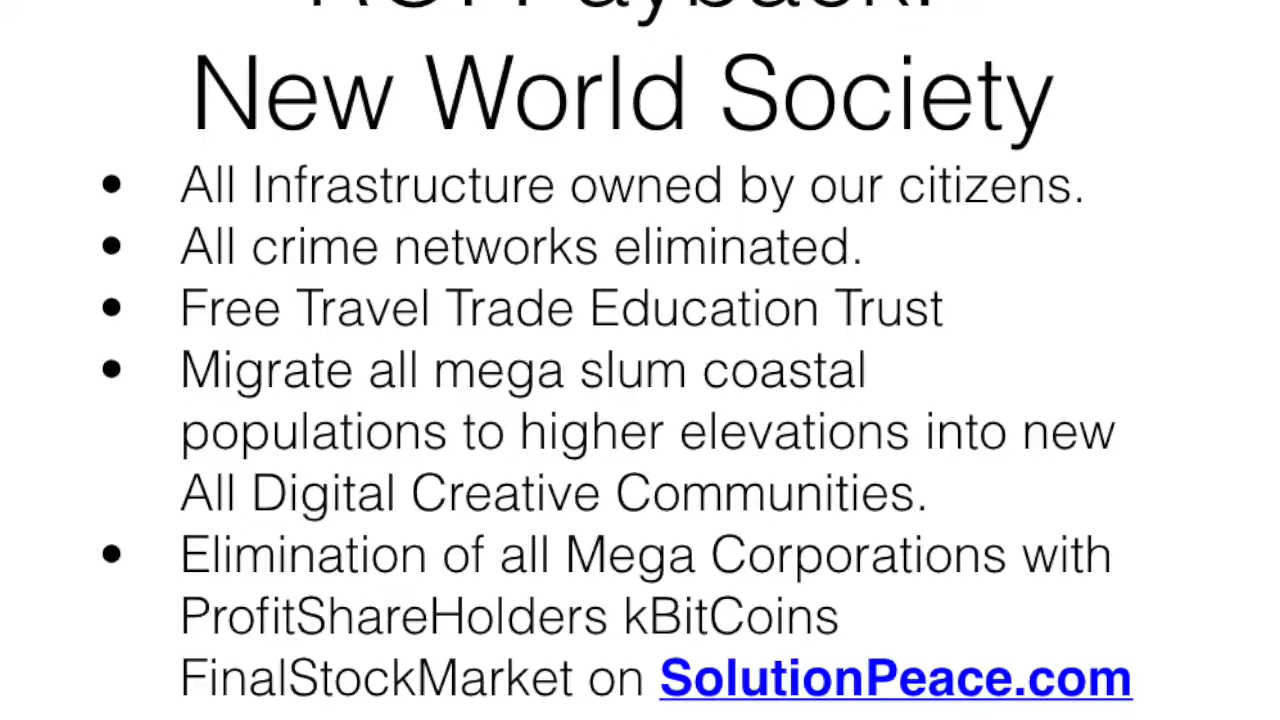 New World Society
• All Infrastructure owned by our citizens.
• All crime networks eliminated.
• Free Travel Trade Education Trust
• Migrate all mega slum coastal
populations to higher elevations into new
All Digital Creative Communities.
• Elimination of all Mega Corporations with
ProfitShareHolders kBitCoins
FinalStockMarket on SolutionPeace.com